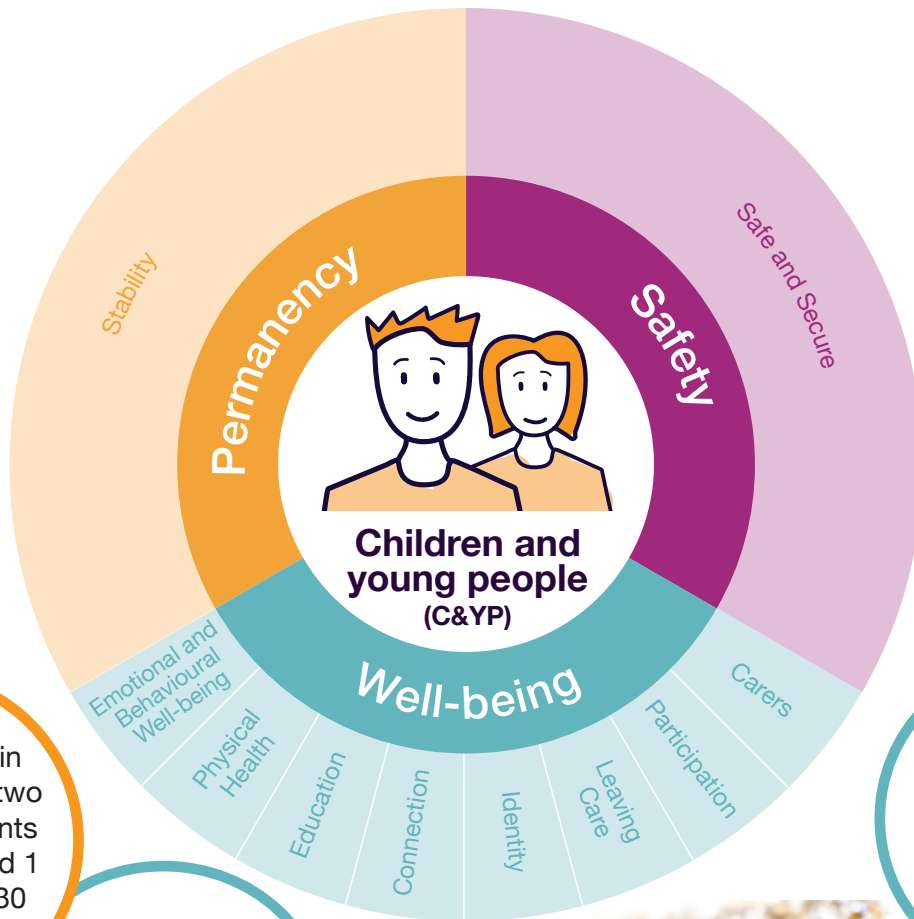 Stability
Permanency
Safety
Safe and Secure
Children and
young people
(C&YP)
Well-being
Emotional and
Behavioural
Well-being
Physical
Health
Education
Connection
Identity
Leaving
Care
Participation
Carers
in
two
nts
d 1
30